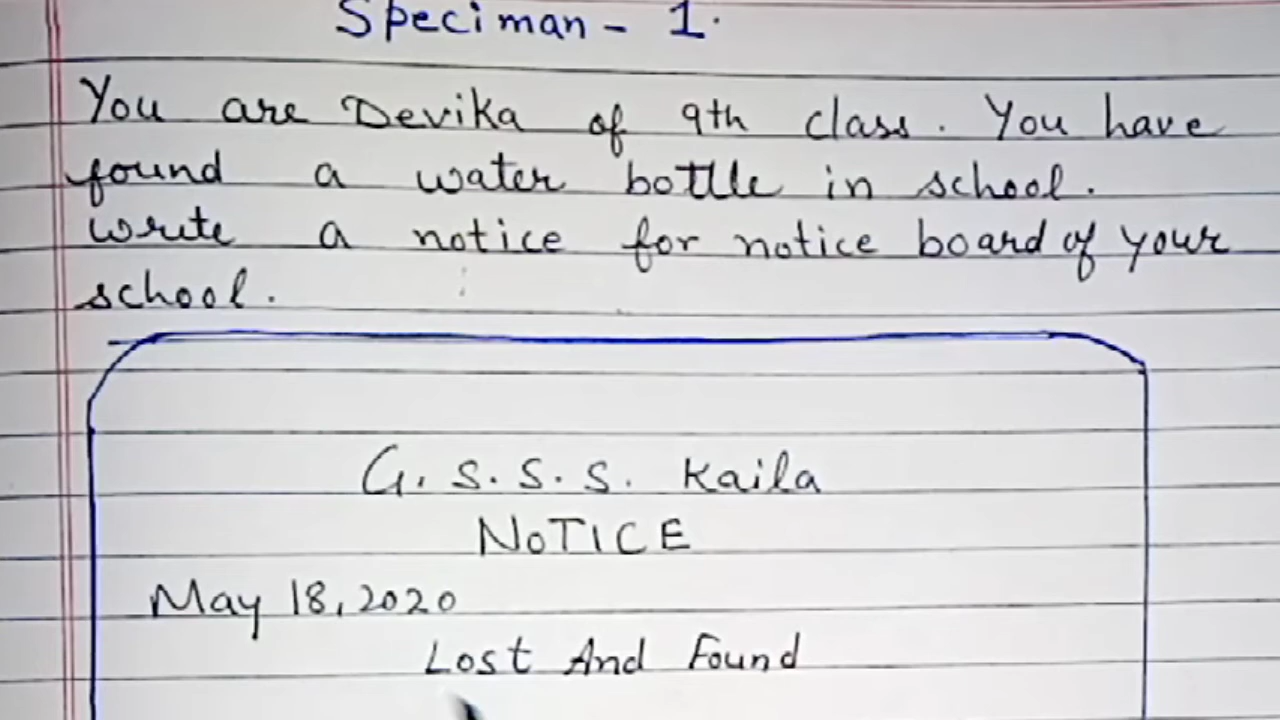 Speciman - 1.
You are Devika of 9th class. You have
found a water bottle in school.
write a notice for notice board of your
school.
G. S. S. S. Kaila
NOTICE
May 18, 2020
Lost And Found